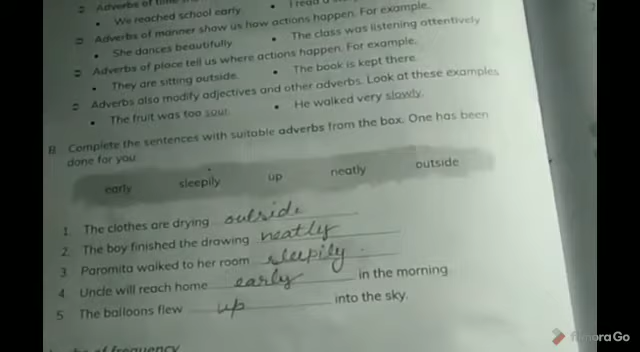 Adverbs of time
• We reached school early. • I read
Adverbs of manner show us how actions happen. For example.
• She dances beautifully. • The class was listening attentively
Adverbs of place tell us where actions happen. For example.
• They are sitting outside. • The book is kept there.
Adverbs also modify adjectives and other adverbs. Look at these examples
• The fruit was too sour. • He walked very slowly.
B Complete the sentences with suitable adverbs from the box. One has been
done for you
early sleepily up neatly outside
1. The clothes are drying outside
2. The boy finished the drawing neatly
3 Paromita walked to her room sleepily.
4 Uncle will reach home early in the morning
5 The balloons flew up into the sky.
of frequency
filmoraGo